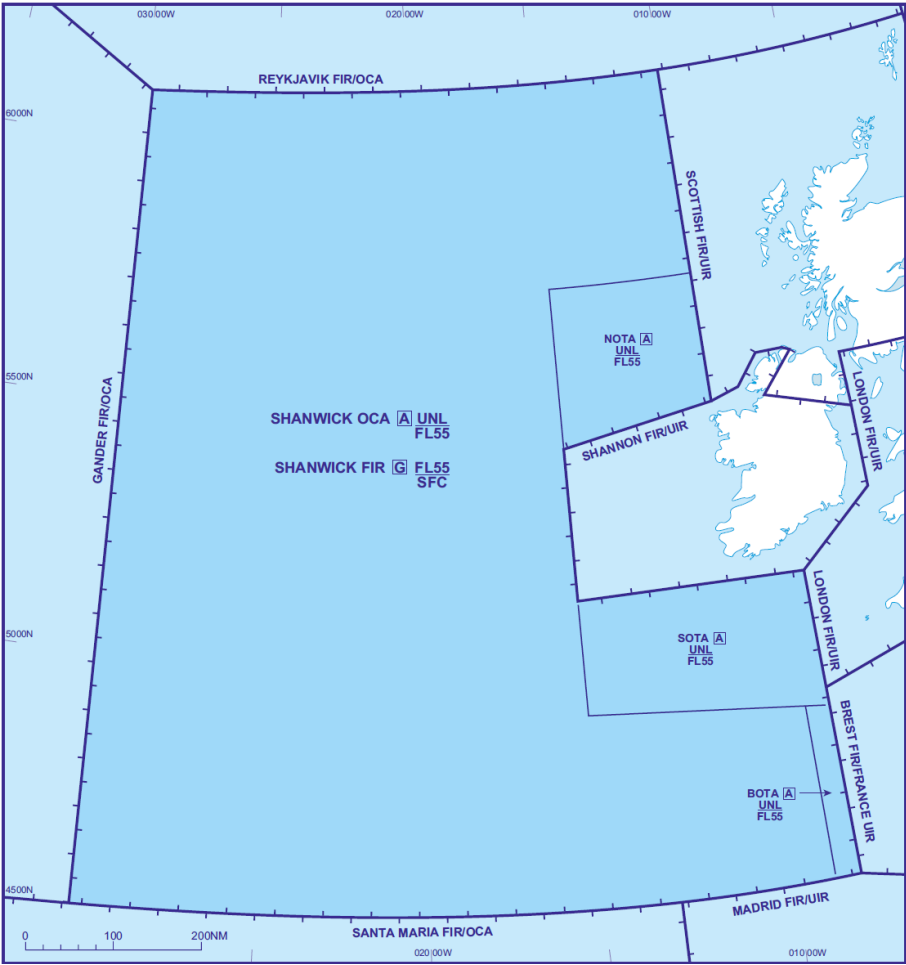 030 00W
020 00W
010 00W
REYKJAVIK FIR/OCA
6000N
SCOTTISH FIR/UIR
NOTA A
UNL
FL55
5500N
GANDER FIR/OCA
SHANWICK OCA A UNL
FL55
SHANWICK FIR G FL55
SFC
SHANNON FIR/UIR
LONDON FIR/UIR
LONDON FIR/UIR
5000N
SOTA A
UNL
FL55
BREST FIR/FRANCE UIR
BOTA A
UNL
FL55
4500N
MADRID FIR/UIR
SANTA MARIA FIR/OCA
0 100 200NM
020 00W
010 00W